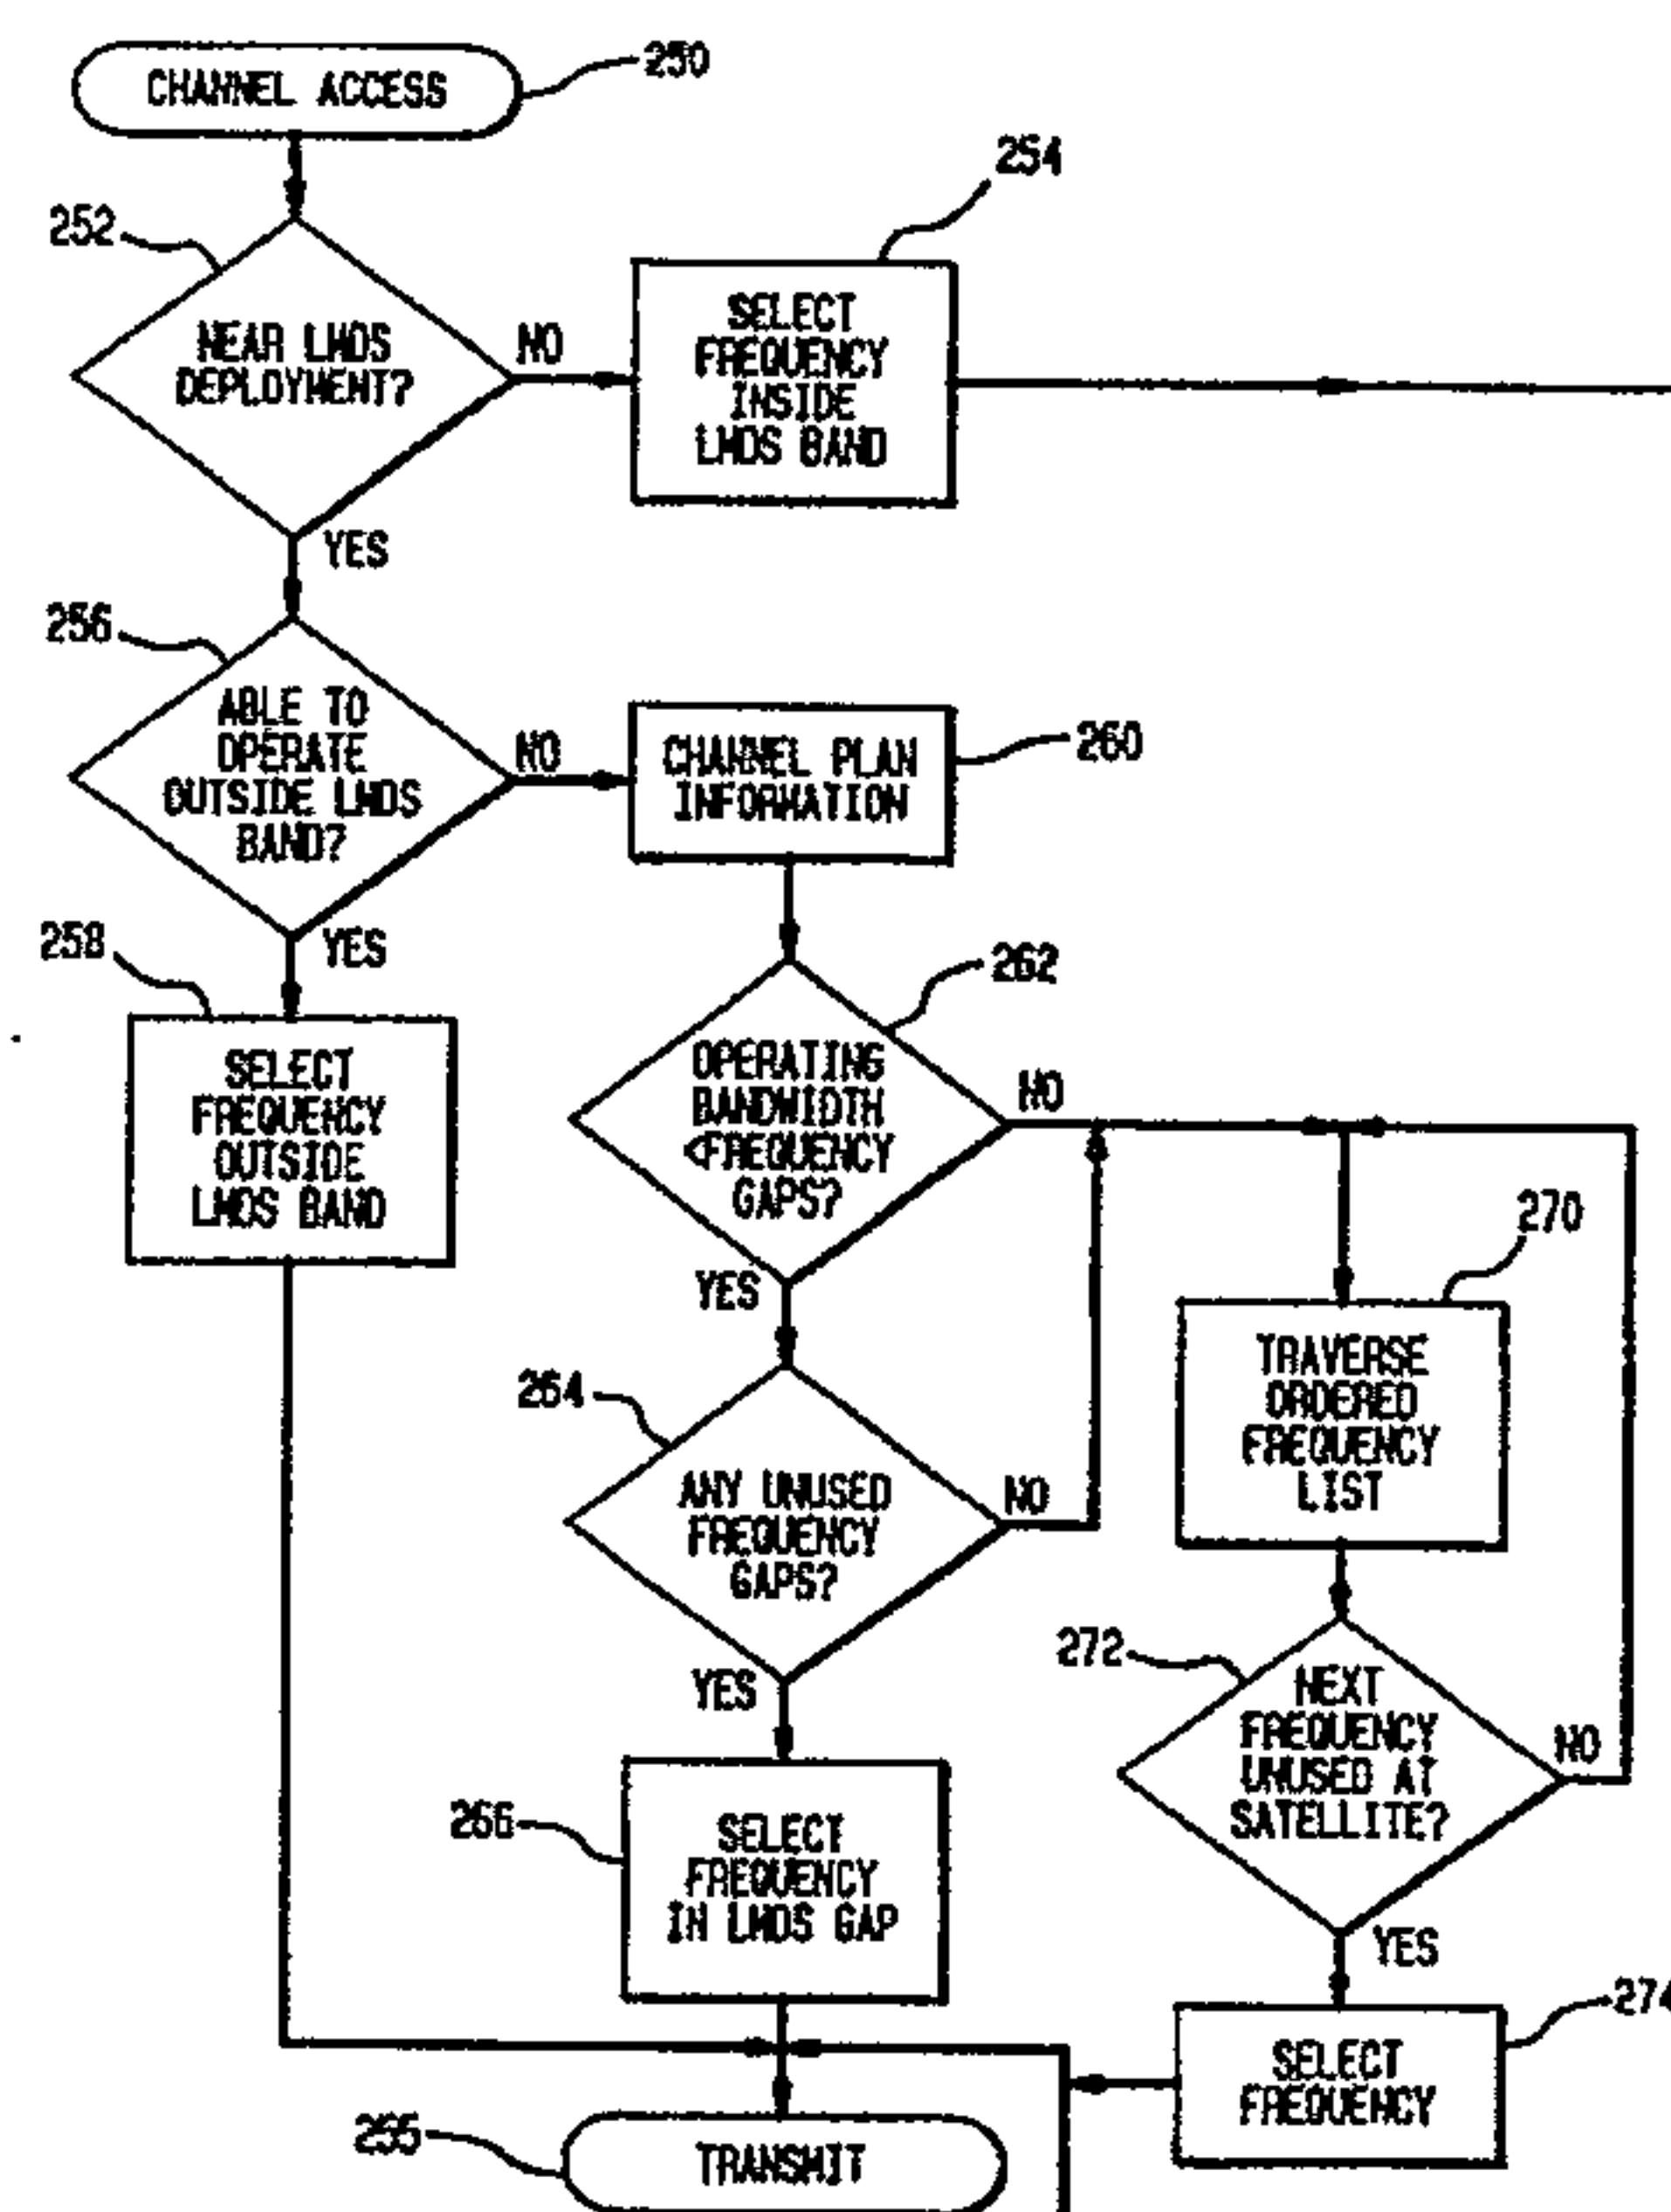 CHANNEL ACCESS
250
252
NEAR LMDS
DEPLOYMENT?
NO
254
SELECT
FREQUENCY
INSIDE
LMDS BAND
YES
256
ABLE TO
OPERATE
OUTSIDE LMDS
BAND?
NO
CHANNEL PLAN
INFORMATION
260
YES
258
SELECT
FREQUENCY
OUTSIDE
LMDS BAND
262
OPERATING
BANDWIDTH
<FREQUENCY
GAPS?
NO
YES
270
TRAVERSE
ORDERED
FREQUENCY
LIST
264
ANY UNUSED
FREQUENCY
GAPS?
NO
YES
272
NEXT
FREQUENCY
UNUSED AT
SATELLITE?
NO
YES
266
SELECT
FREQUENCY
IN LMDS GAP
274
SELECT
FREQUENCY
TRANSMIT